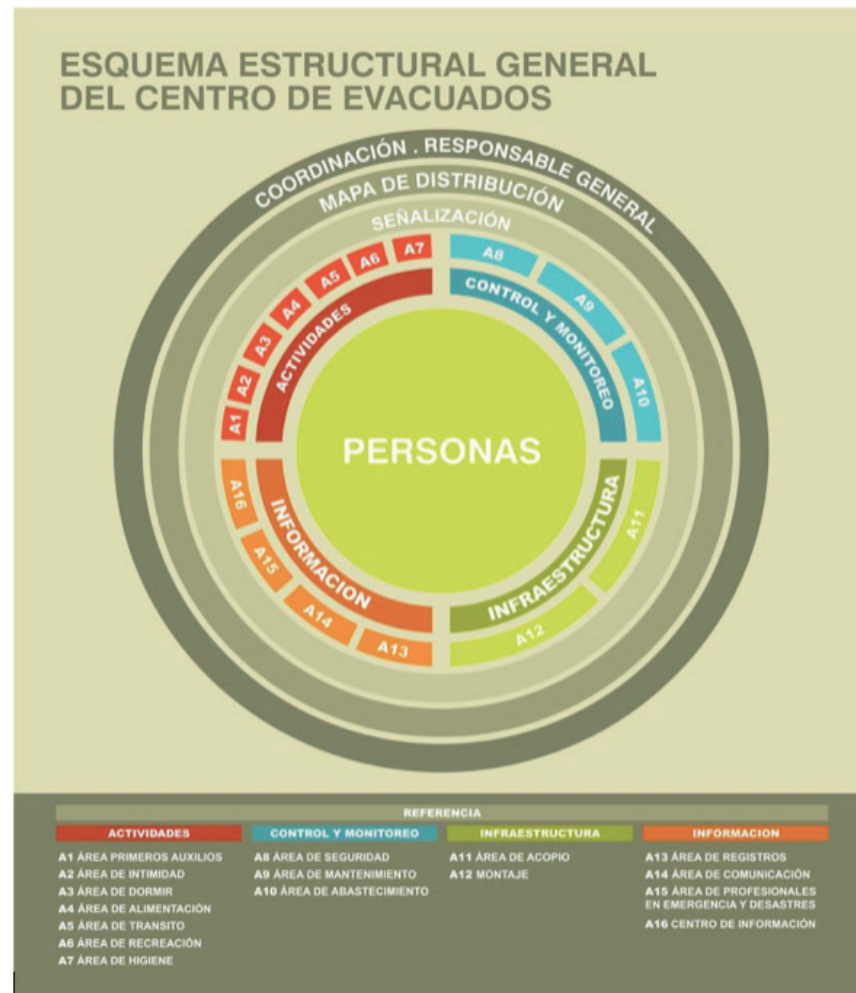 ESQUEMA ESTRUCTURAL GENERAL
DEL CENTRO DE EVACUADOS
COORDINACIÓN . RESPONSABLE GENERAL
MAPA DE DISTRIBUCIÓN
SEÑALIZACIÓN
A1
A2
A3
A4
A5
A6
A7
ACTIVIDADES
A8
A9
A10
CONTROL Y MONITOREO
PERSONAS
A11
A12
INFRAESTRUCTURA
A13
A14
A15
A16
INFORMACION
REFERENCIA
ACTIVIDADES
A1 ÁREA PRIMEROS AUXILIOS
A2 ÁREA DE INTIMIDAD
A3 ÁREA DE DORMIR
A4 ÁREA DE ALIMENTACIÓN
A5 ÁREA DE TRANSITO
A6 ÁREA DE RECREACIÓN
A7 ÁREA DE HIGIENE
CONTROL Y MONITOREO
A8 ÁREA DE SEGURIDAD
A9 ÁREA DE MANTENIMIENTO
A10 ÁREA DE ABASTECIMIENTO
INFRAESTRUCTURA
A11 ÁREA DE ACOPIO
A12 MONTAJE
INFORMACION
A13 ÁREA DE REGISTROS
A14 ÁREA DE COMUNICACIÓN
A15 ÁREA DE PROFESIONALES
EN EMERGENCIA Y DESASTRES
A16 CENTRO DE INFORMACIÓN